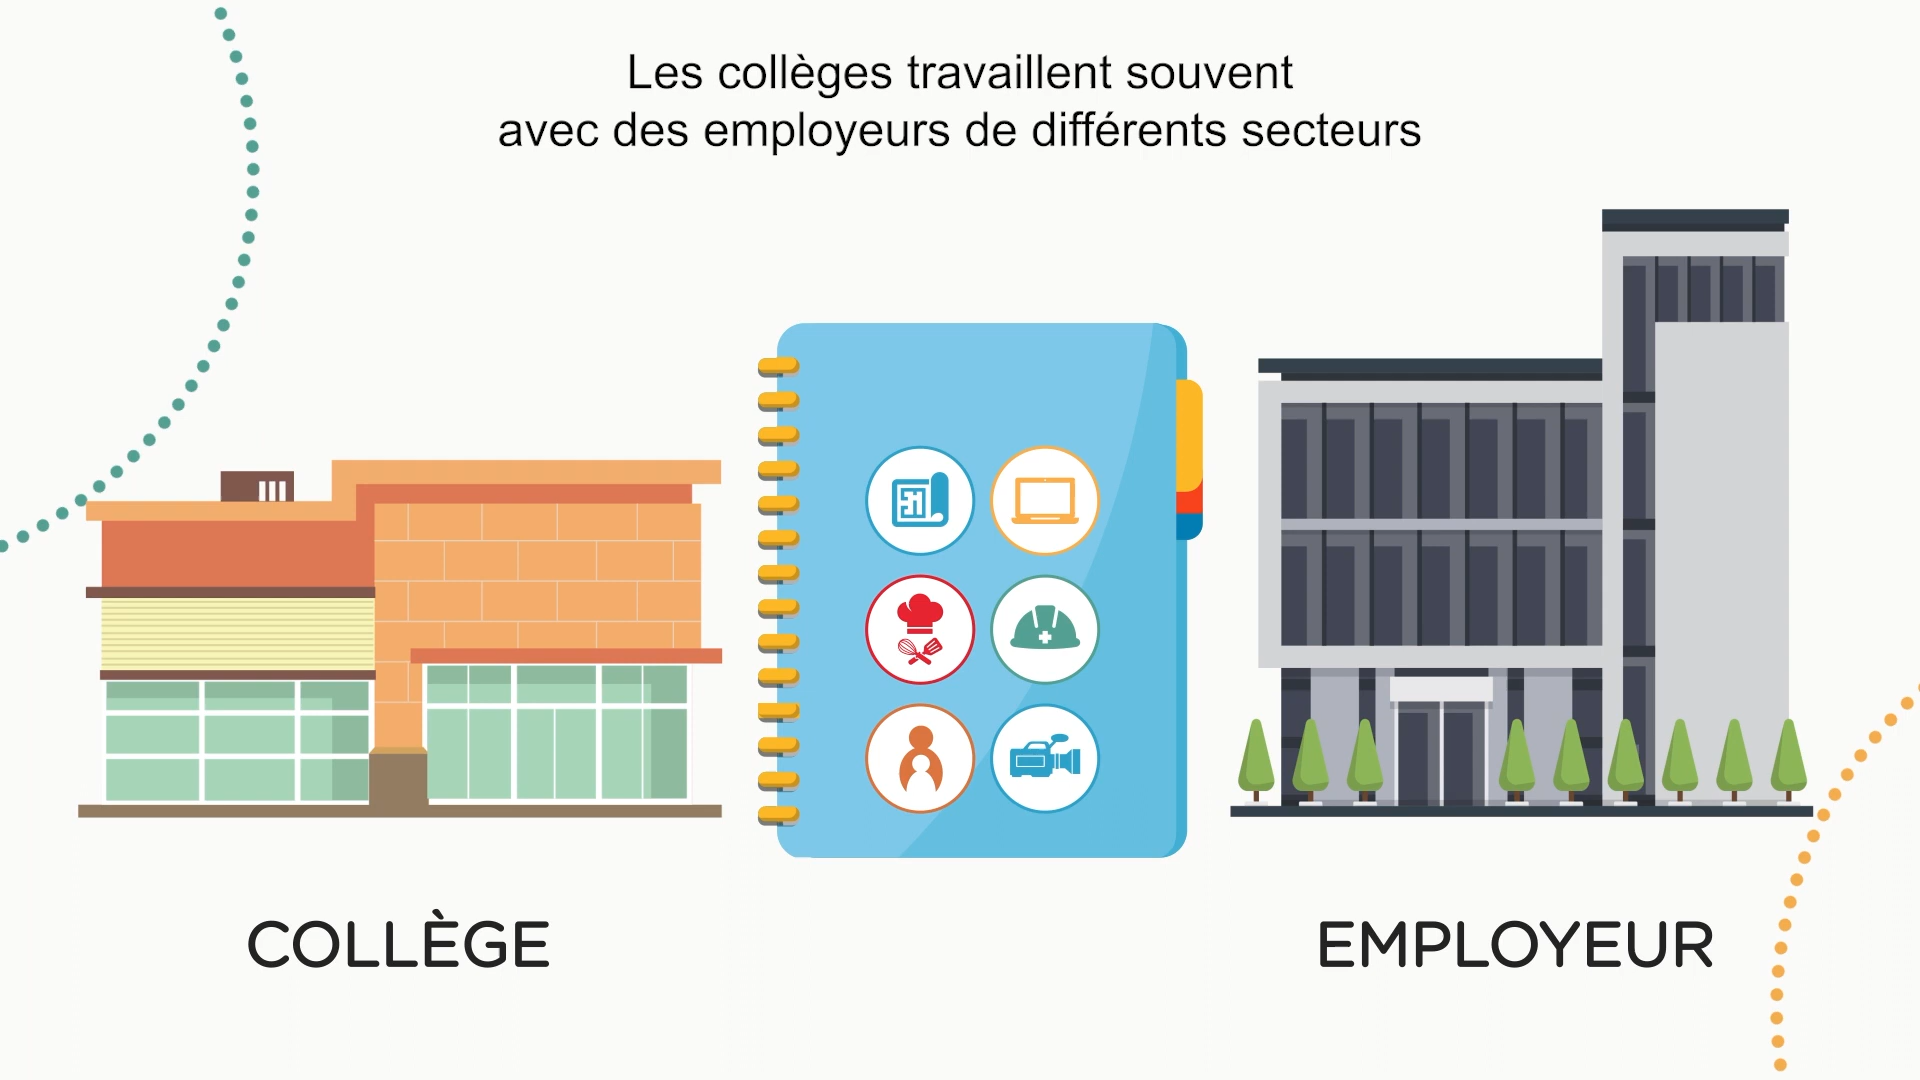 Les collèges travaillent souvent
avec des employeurs de différents secteurs
COLLÈGE
EMPLOYEUR